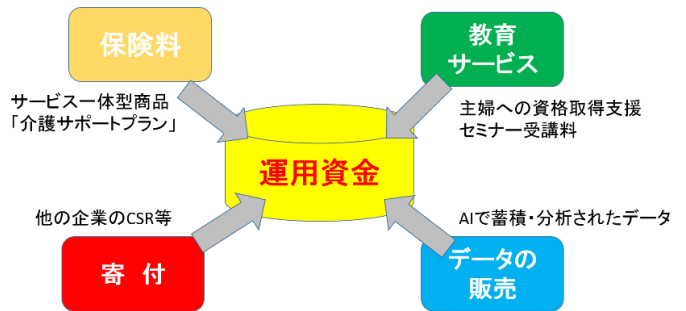 保険料
サービス一体型商品
「介護サポートプラン」
教育
サービス
主婦への資格取得支援
セミナー受講料
運用資金
他の企業のCSR等
寄　付
AIで蓄積・分析されたデータ
データの
販売